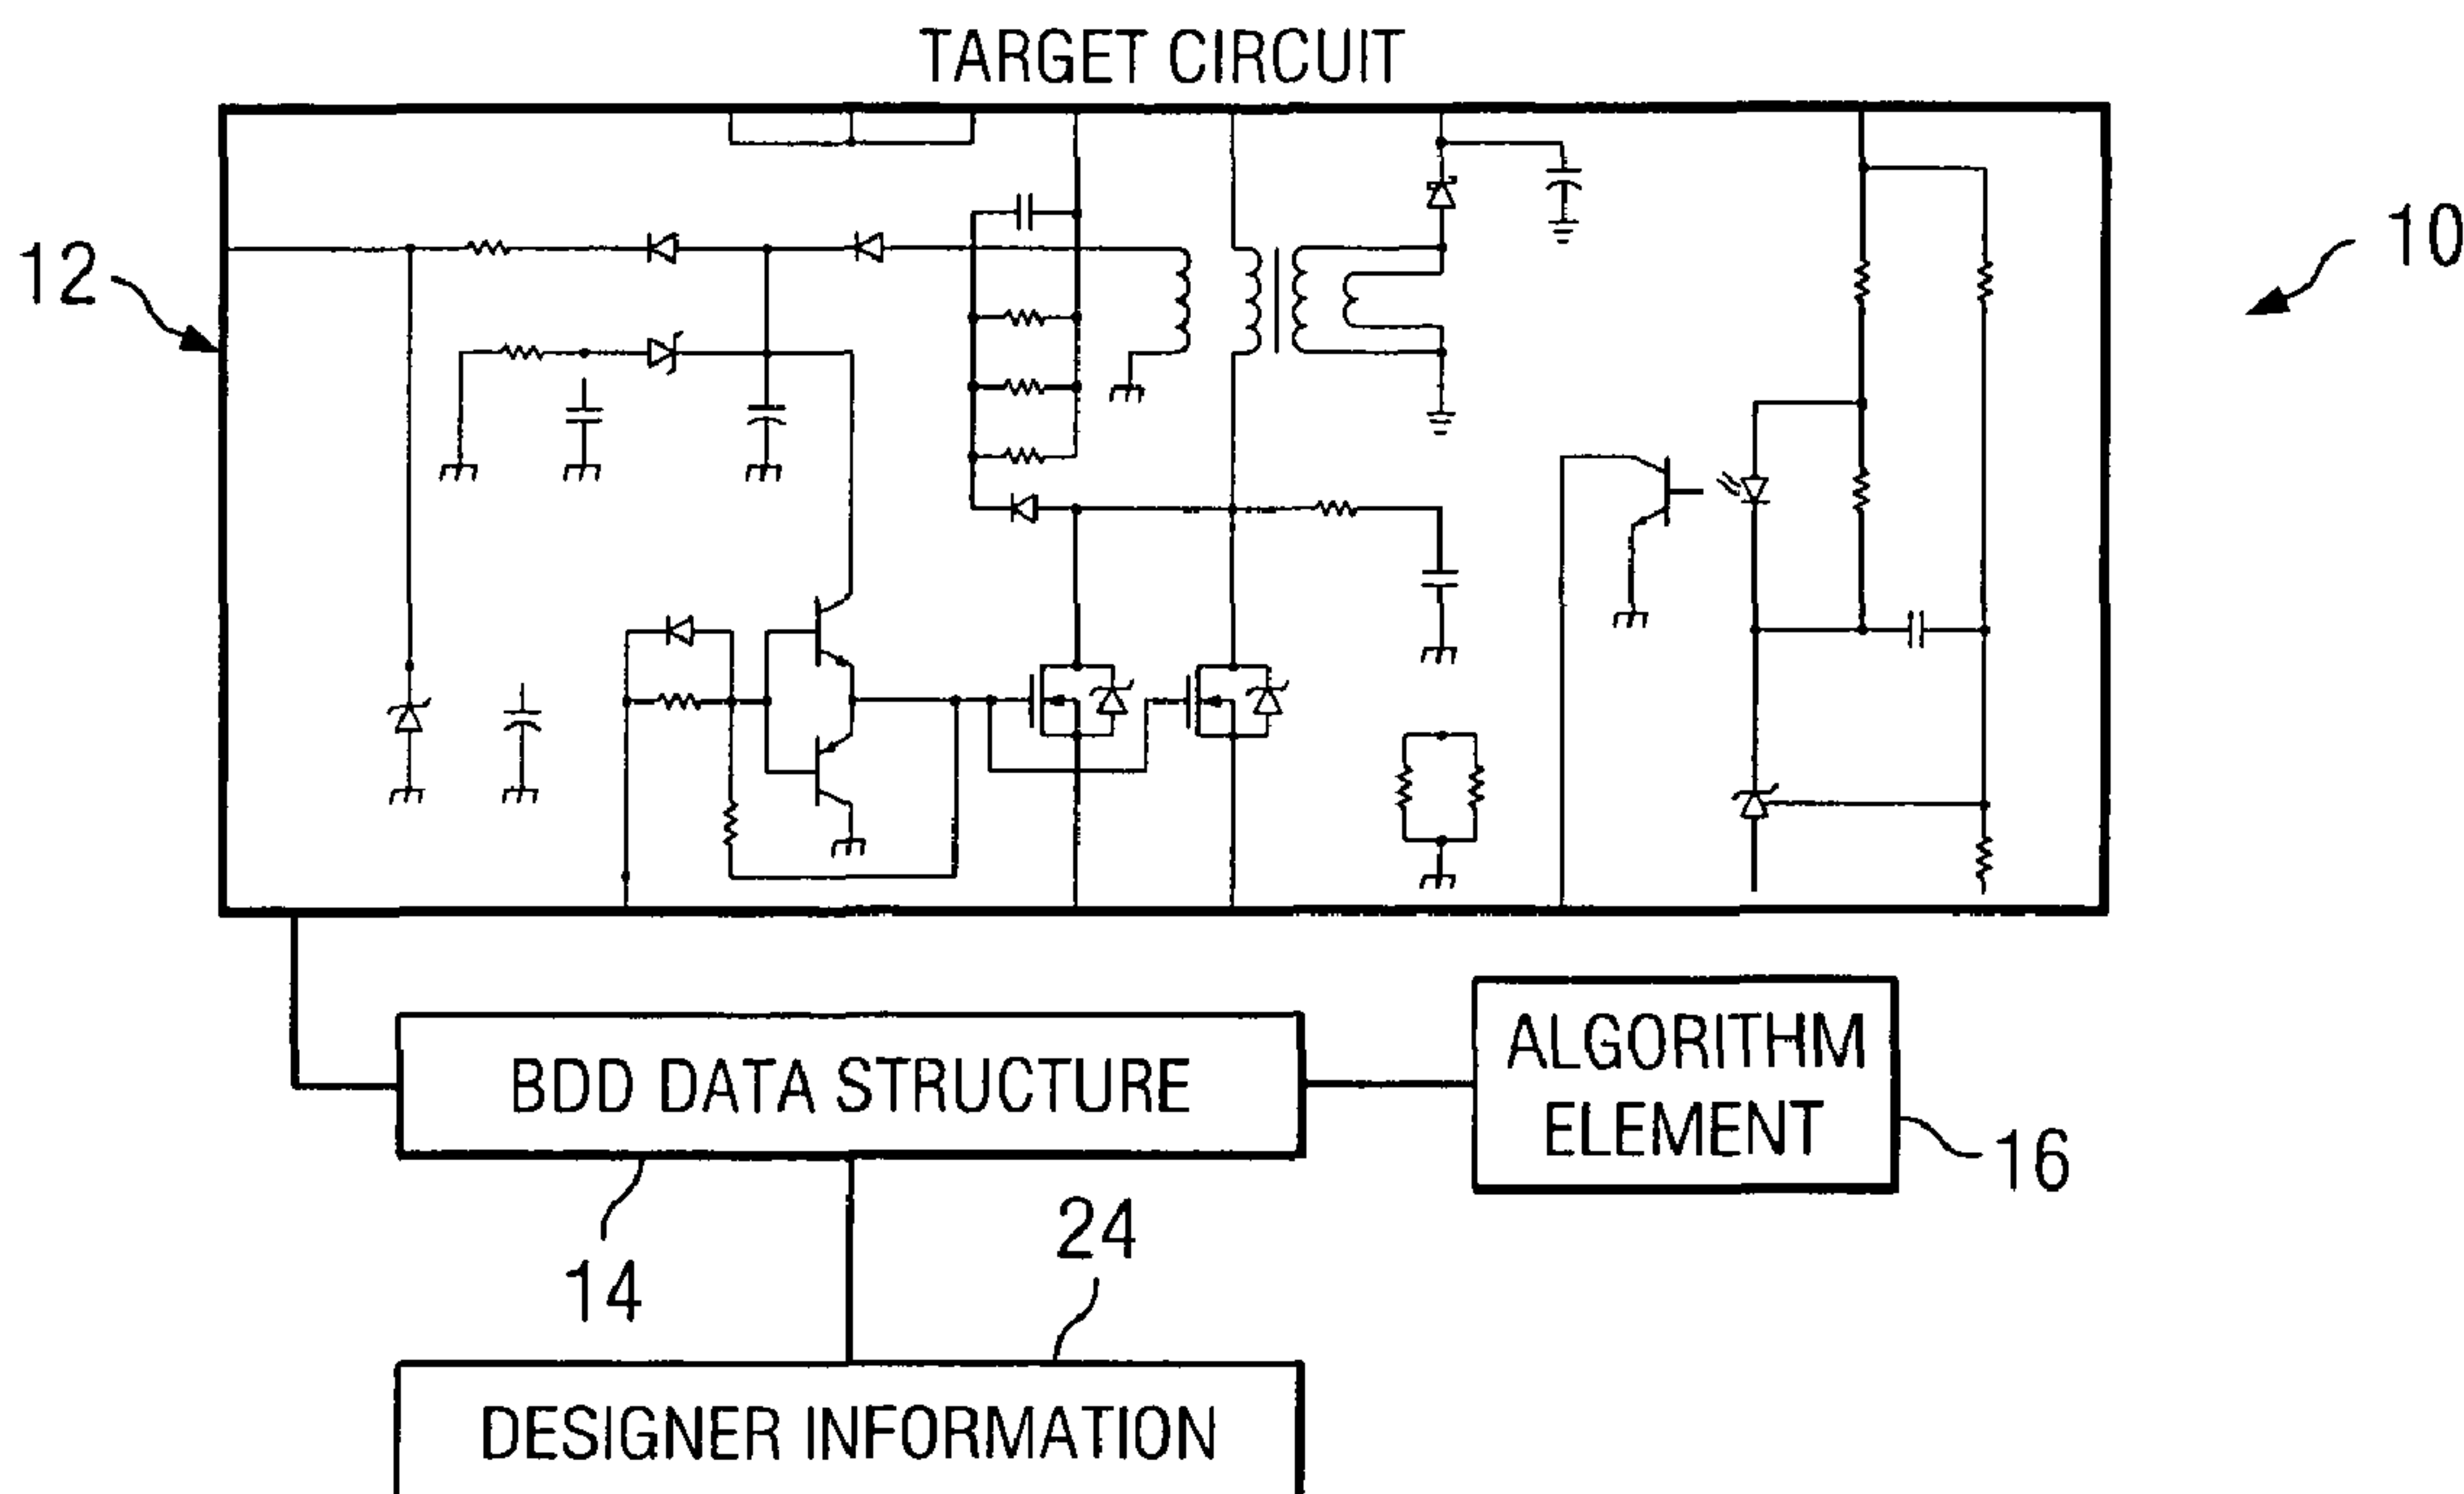 TARGET CIRCUIT
12
10
BDD DATA STRUCTURE
ALGORITHM
ELEMENT
16
14
24
DESIGNER INFORMATION